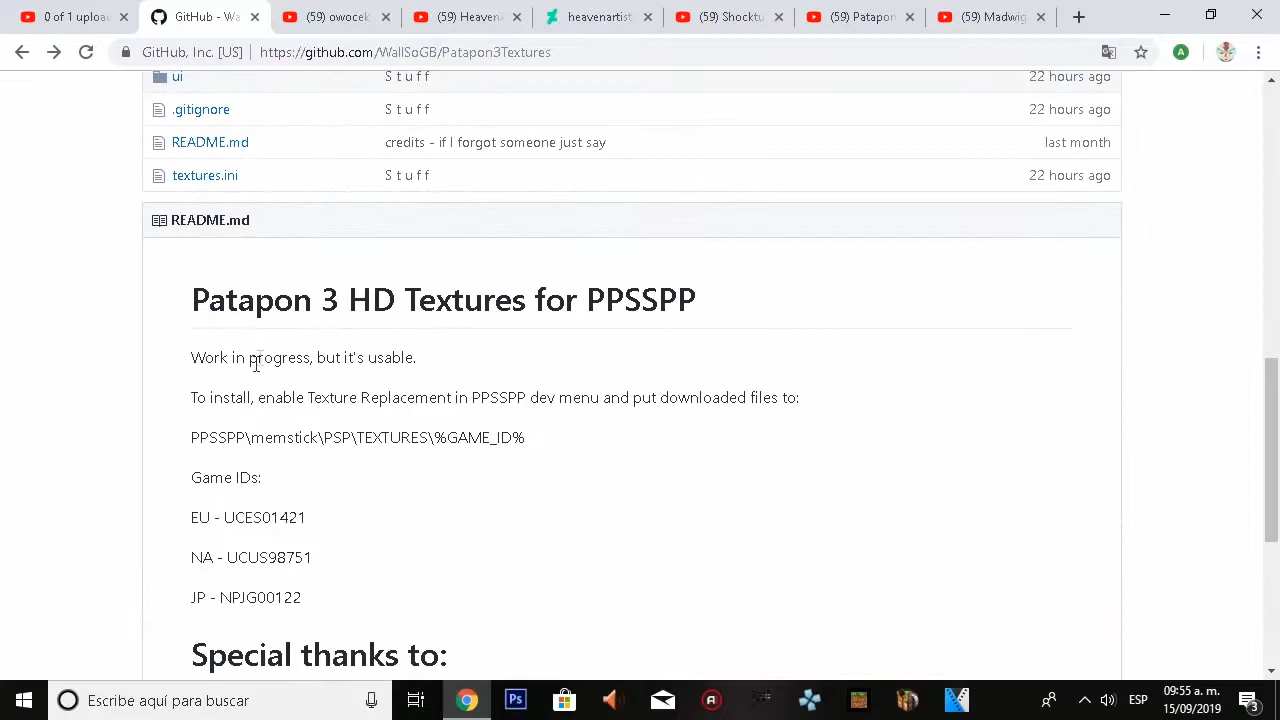 0 of 1 uploa
GitHub - Wa
(59) owocek
(59) Heaven
heavenartist
(59) Shocktu
(59) Patapon
(59) Madwig
GitHub, Inc. [US] | https://github.com/WallSoGB/Patapon3Textures
A
ui S t u f f 22 hours ago
.gitignore S t u f f 22 hours ago
README.md credits - if I forgot someone just say last month
textures.ini S t u f f 22 hours ago
README.md
Patapon 3 HD Textures for PPSSPP
Work in progress, but it's usable.
To install, enable Texture Replacement in PPSSPP dev menu and put downloaded files to:
PPSSPP\memstick\PSP\TEXTURES\%GAME_ID%
Game IDs:
EU - UCES01421
NA - UCUS98751
JP - NPJG00122
Special thanks to:
Escribe aquí para buscar
Ps
ESP
09:55 a. m.
15/09/2019
3